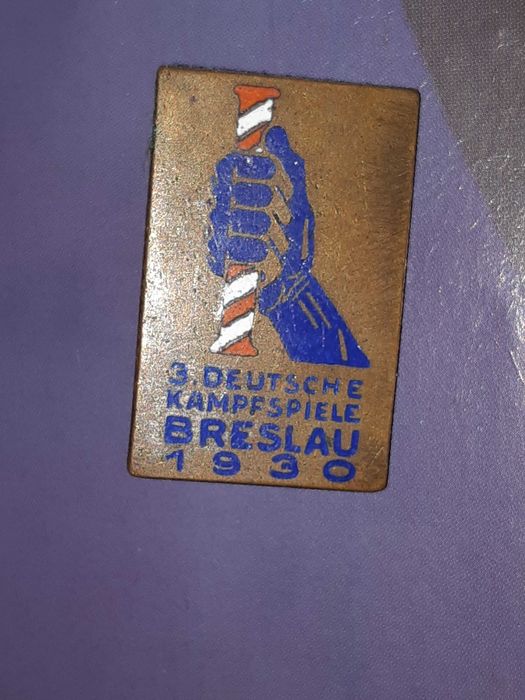 3. DEUTSCHE
KAMPFSPIELE
BRESLAU
1930